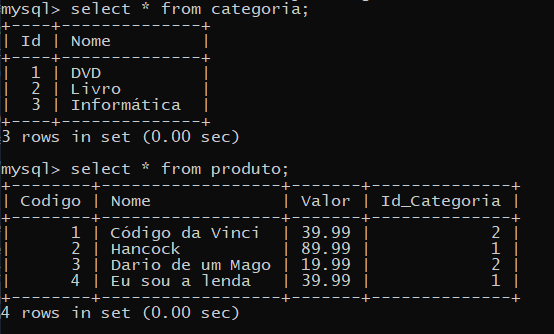 mysql> select * from categoria;
+----+-------------+
| Id | Nome        |
+----+-------------+
|  1 | DVD         |
|  2 | Livro       |
|  3 | Informática |
+----+-------------+
3 rows in set (0.00 sec)
mysql> select * from produto;
+--------+------------------+-------+--------------+
| Codigo | Nome             | Valor | Id_Categoria |
+--------+------------------+-------+--------------+
|      1 | Código da Vinci  | 39.99 |            2 |
|      2 | Hancock          | 89.99 |            1 |
|      3 | Dario de um Mago | 19.99 |            2 |
|      4 | Eu sou a lenda   | 39.99 |            1 |
+--------+------------------+-------+--------------+
4 rows in set (0.00 sec)